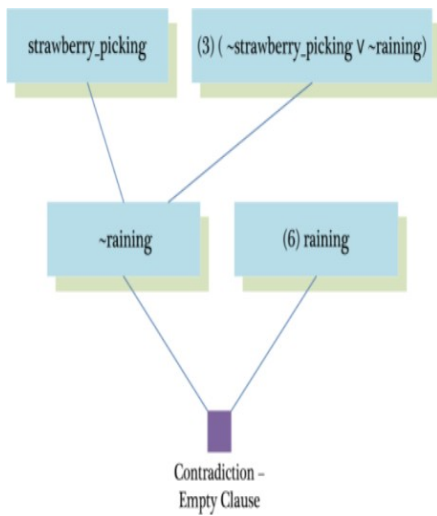 strawberry_picking
(3) ( ~strawberry_picking ∨ ~raining)
~raining
(6) raining
Contradiction –
Empty Clause